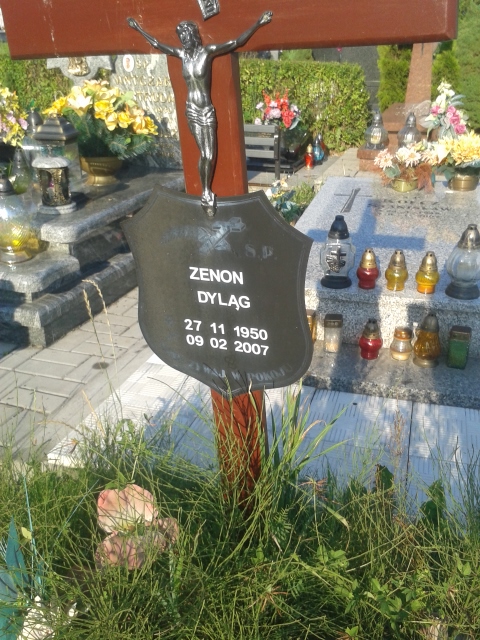 Ś.P.
ZENON
DYLĄG
27 11 1950
09 02 2007